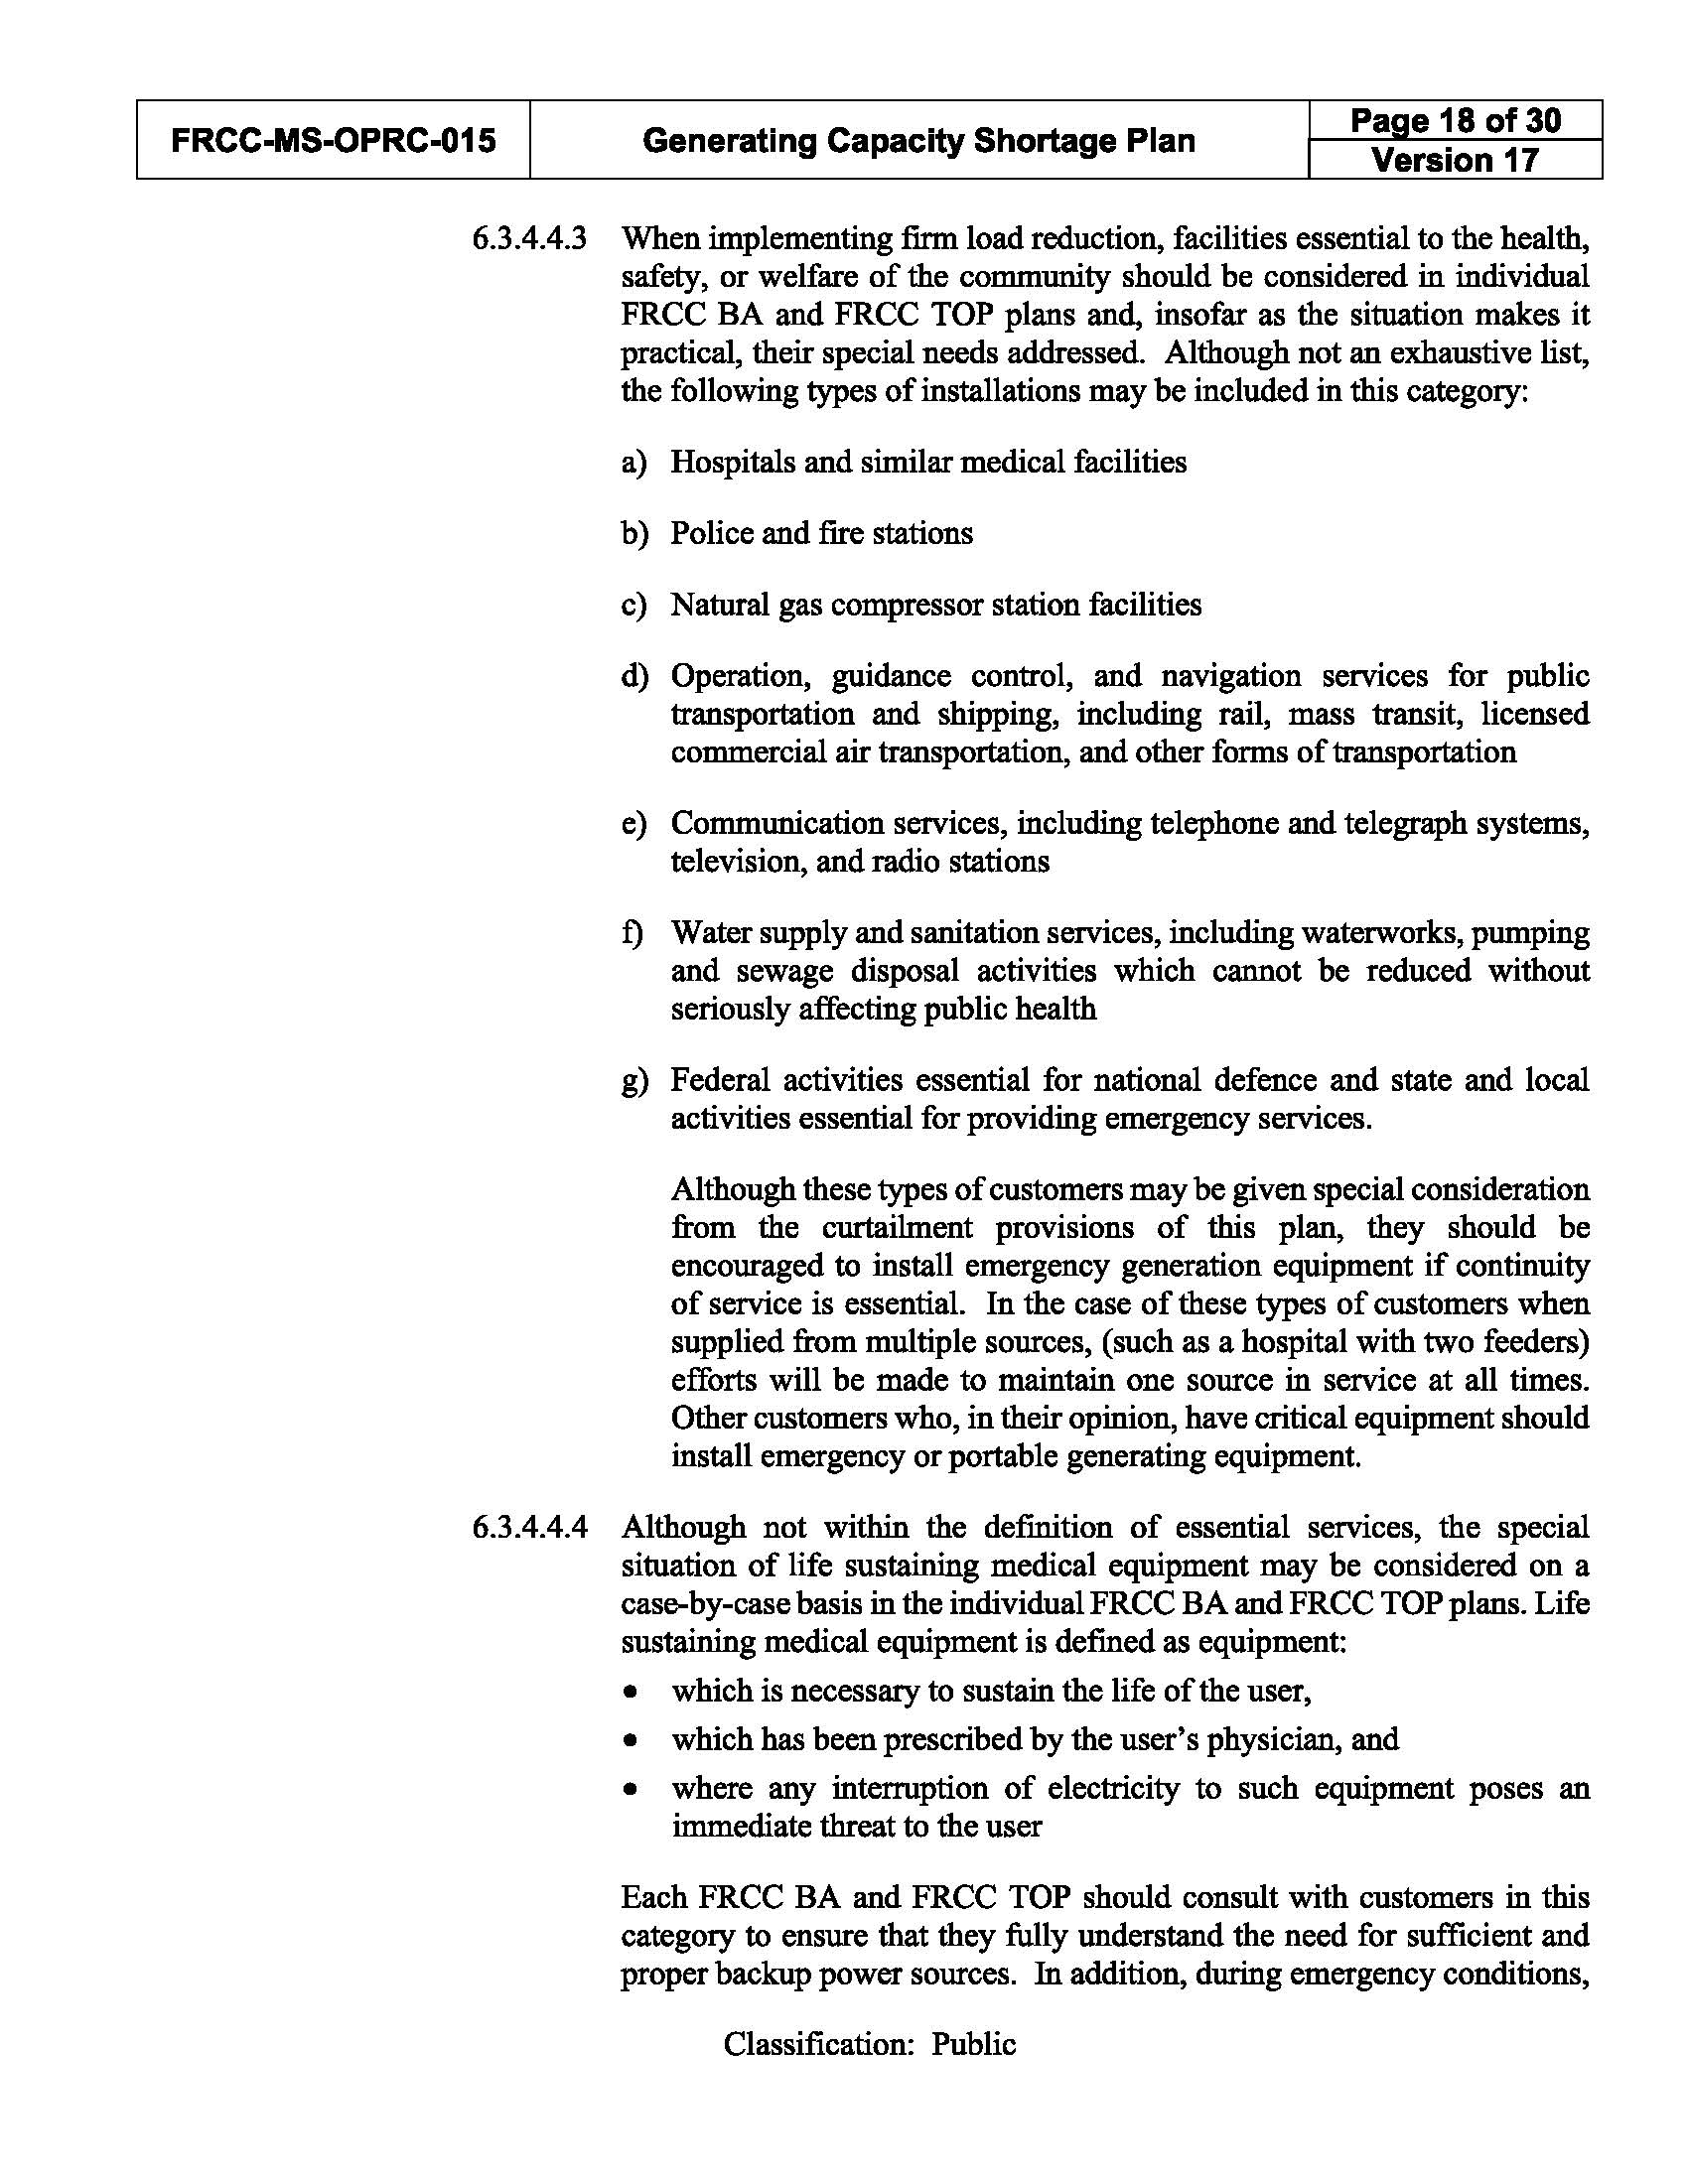 FRCC-MS-OPRC-015
Generating Capacity Shortage Plan
Page 18 of 30
Version 17
6.3.4.4.3 When implementing firm load reduction, facilities essential to the health,
safety, or welfare of the community should be considered in individual
FRCC BA and FRCC TOP plans and, insofar as the situation makes it
practical, their special needs addressed. Although not an exhaustive list,
the following types of installations may be included in this category:
a) Hospitals and similar medical facilities
b) Police and fire stations
c) Natural gas compressor station facilities
d) Operation, guidance control, and navigation services for public
transportation and shipping, including rail, mass transit, licensed
commercial air transportation, and other forms of transportation
e) Communication services, including telephone and telegraph systems,
television, and radio stations
f) Water supply and sanitation services, including waterworks, pumping
and sewage disposal activities which cannot be reduced without
seriously affecting public health
g) Federal activities essential for national defence and state and local
activities essential for providing emergency services.
Although these types of customers may be given special consideration
from the curtailment provisions of this plan, they should be
encouraged to install emergency generation equipment if continuity
of service is essential. In the case of these types of customers when
supplied from multiple sources, (such as a hospital with two feeders)
efforts will be made to maintain one source in service at all times.
Other customers who, in their opinion, have critical equipment should
install emergency or portable generating equipment.
6.3.4.4.4 Although not within the definition of essential services, the special
situation of life sustaining medical equipment may be considered on a
case-by-case basis in the individual FRCC BA and FRCC TOP plans. Life
sustaining medical equipment is defined as equipment:
• which is necessary to sustain the life of the user,
• which has been prescribed by the user’s physician, and
• where any interruption of electricity to such equipment poses an
immediate threat to the user
Each FRCC BA and FRCC TOP should consult with customers in this
category to ensure that they fully understand the need for sufficient and
proper backup power sources. In addition, during emergency conditions,
Classification: Public